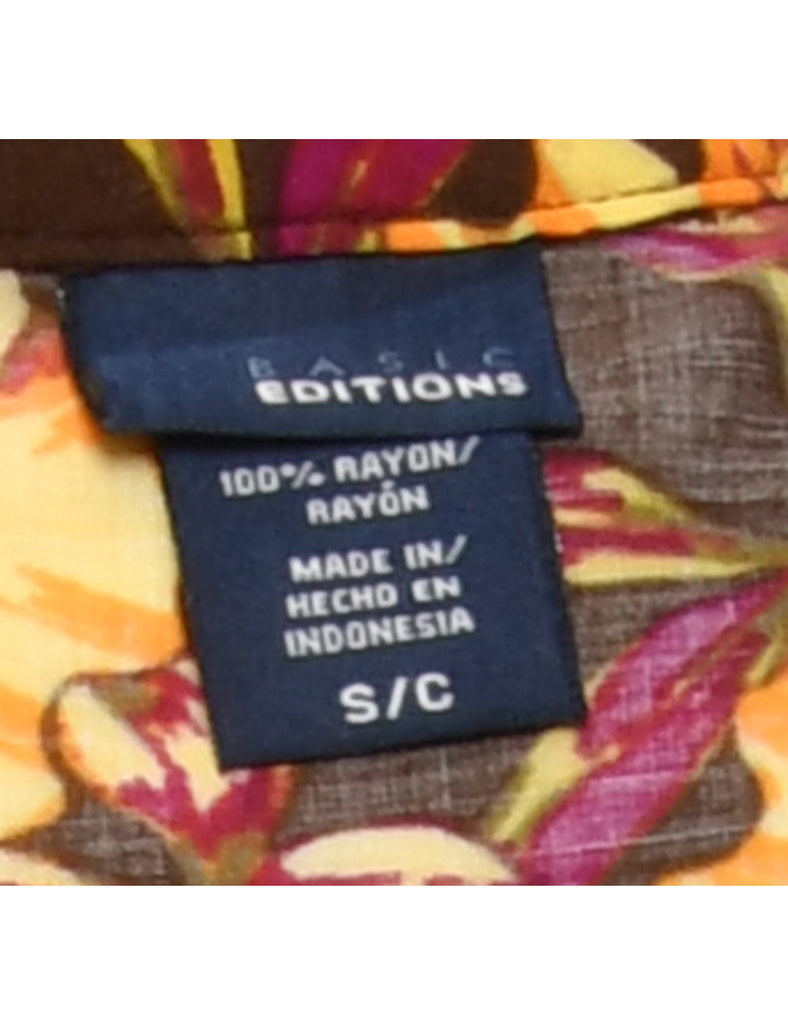 BASIC
EDITIONS
100% RAYON/
RAYÓN
MADE IN/
HECHO EN
INDONESIA
S/C